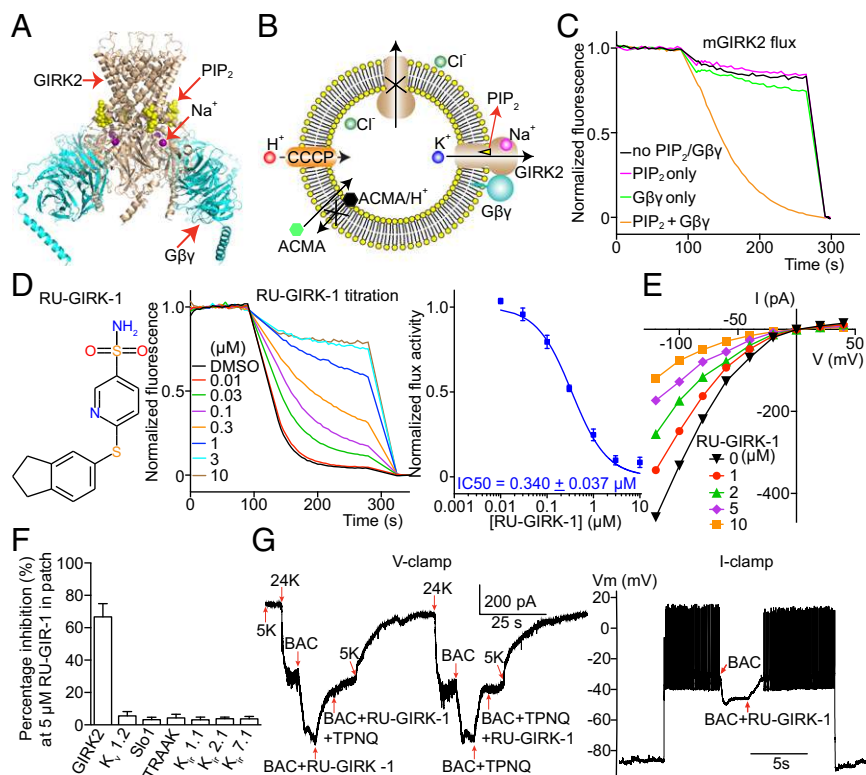 A
GIRK2
PIP2
Na+
Gβγ
B
Cl-
Cl-
PIP2
Na+
H+
CCCP
K+
GIRK2
ACMA/H+
ACMA
Gβγ
C
mGIRK2 flux
Normalized fluorescence
1.0
0.5
0
no PIP2/Gβγ
PIP2 only
Gβγ only
PIP2 + Gβγ
0 100 200 300
Time (s)
D
RU-GIRK-1
NH2
O S O
N
S
RU-GIRK-1 titration
Normalized fluorescence
1.0
0.5
0
(μM)
DMSO
0.01
0.03
0.1
0.3
1
3
10
0 100 200 300 400
Time (s)
Normalized flux activity
1.0
0.5
0
IC50 = 0.340 ± 0.037 μM
0.001 0.01 0.1 1 10
[RU-GIRK-1] (μM)
E
I (pA)
-100 -50 50
V (mV)
-200
-400
RU-GIRK-1
(μM)
0
1
2
5
10
F
Percentage inhibition (%)
at 5 μM RU-GIR-1 in patch
100
80
60
40
20
0
GIRK2
Kv 1.2
Slo1
TRAAK
Kir 1.1
Kir 2.1
Kir 7.1
G
V-clamp
24K
5K
BAC
5K
BAC+RU-GIRK-1
+TPNQ
BAC+RU-GIRK -1
24K
BAC
5K
BAC+TPNQ
+RU-GIRK-1
BAC+TPNQ
200 pA
25 s
I-clamp
Vm (mV)
20
0
-20
-40
-60
-80
BAC
BAC+RU-GIRK-1
5s